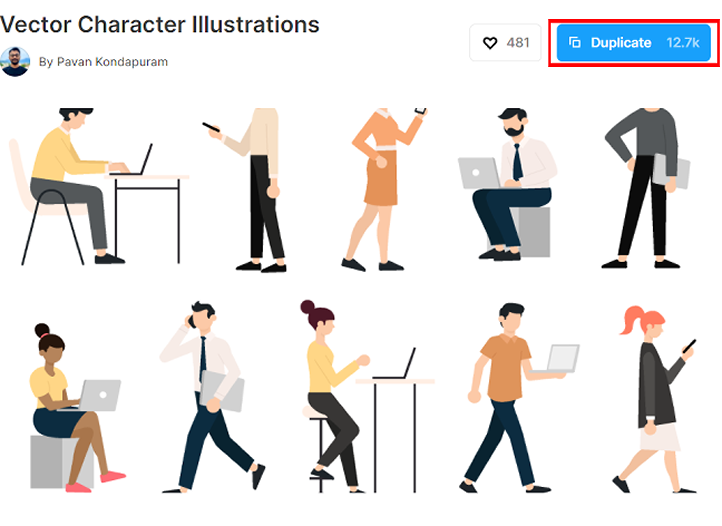 Vector Character Illustrations
481
Duplicate 12.7k
By Pavan Kondapuram